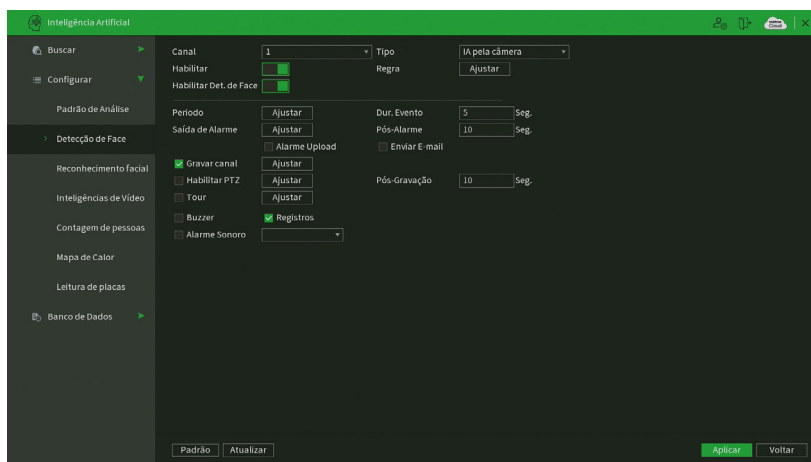 Inteligência Artificial
Buscar
Configurar
Padrão de Análise
Detecção de Face
Reconhecimento facial
Inteligências de Vídeo
Contagem de pessoas
Mapa de Calor
Leitura de placas
Banco de Dados
Canal 1 Tipo IA pela câmera
Habilitar Regra Ajustar
Habilitar Det. de Face
Periodo Ajustar Dur. Evento 5 Seg.
Saída de Alarme Ajustar Pós-Alarme 10 Seg.
Alarme Upload Enviar E-mail
Gravar canal Ajustar
Habilitar PTZ Ajustar Pós-Gravação 10 Seg.
Tour Ajustar
Buzzer Registros
Alarme Sonoro
Padrão Atualizar Aplicar Voltar